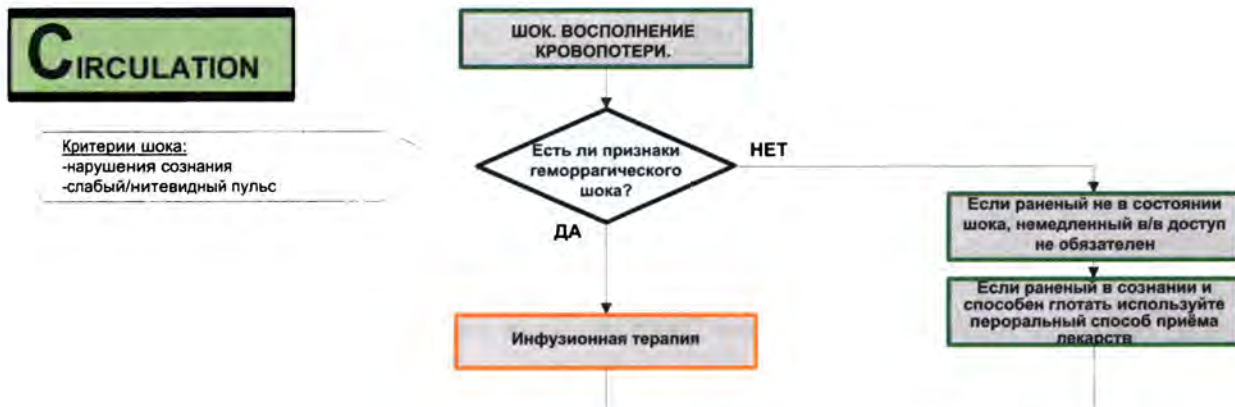 CIRCULATION
ШОК. ВОСПОЛНЕНИЕ
КРОВОПОТЕРИ.
Критерии шока:
-нарушения сознания
-слабый/нитевидный пульс
Есть ли признаки
геморрагического
шока?
НЕТ
ДА
Если раненый не в состоянии
шока, немедленный в/в доступ
не обязателен
Если раненый в сознании и
способен глотать используйте
пероральный способ приёма
лекарств
Инфузионная терапия